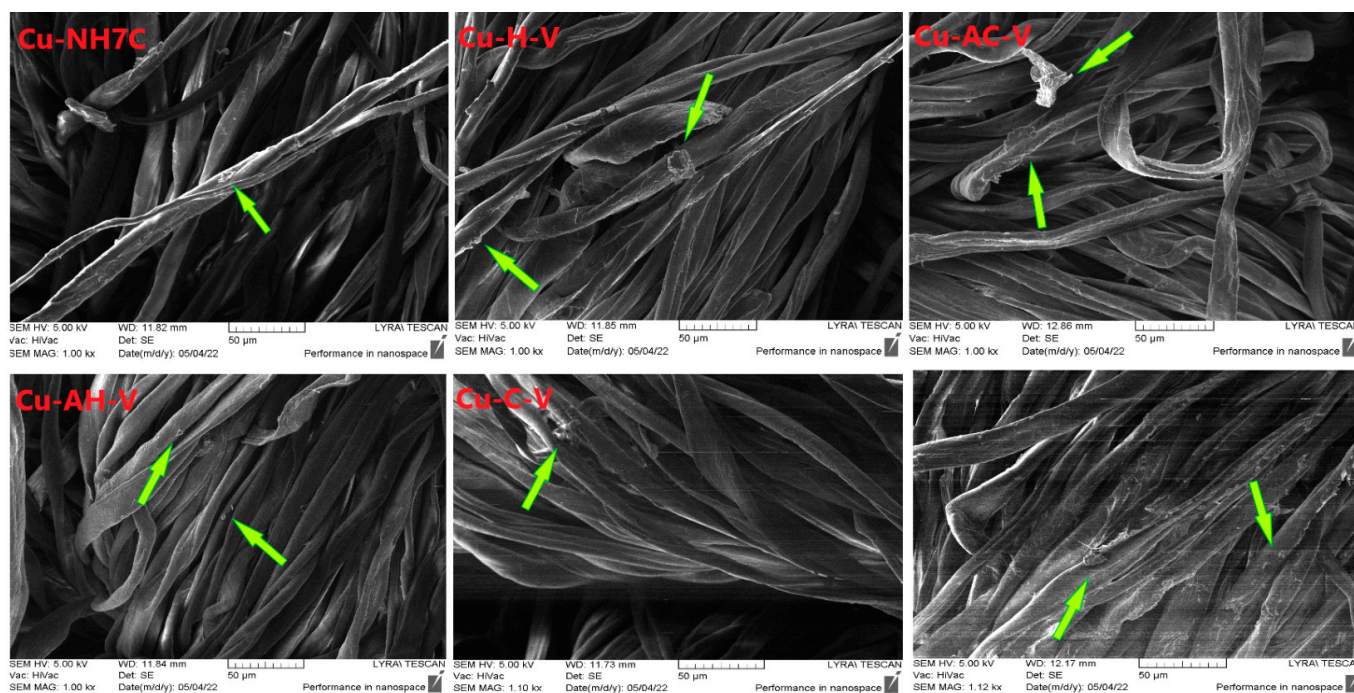 Cu-NH7C
SEM HV: 5.00 kV WD: 11.82 mm LYRA\ TESCAN
Vac: HiVac Det: SE 50 µm
SEM MAG: 1.00 kx Date(m/d/y): 05/04/22 Performance in nanospace
Cu-H-V
SEM HV: 5.00 kV WD: 11.85 mm LYRA\ TESCAN
Vac: HiVac Det: SE 50 µm
SEM MAG: 1.00 kx Date(m/d/y): 05/04/22 Performance in nanospace
Cu-AC-V
SEM HV: 5.00 kV WD: 12.86 mm LYRA\ TESCAN
Vac: HiVac Det: SE 50 µm
SEM MAG: 1.00 kx Date(m/d/y): 05/04/22 Performance in nanospace
Cu-AH-V
SEM HV: 5.00 kV WD: 11.84 mm LYRA\ TESCAN
Vac: HiVac Det: SE 50 µm
SEM MAG: 1.00 kx Date(m/d/y): 05/04/22 Performance in nanospace
Cu-C-V
SEM HV: 5.00 kV WD: 11.73 mm LYRA\ TESCAN
Vac: HiVac Det: SE 50 µm
SEM MAG: 1.10 kx Date(m/d/y): 05/04/22 Performance in nanospace
SEM HV: 5.00 kV WD: 12.17 mm LYRA\ TESCAN
Vac: HiVac Det: SE 50 µm
SEM MAG: 1.12 kx Date(m/d/y): 05/04/22 Performance in nanospace